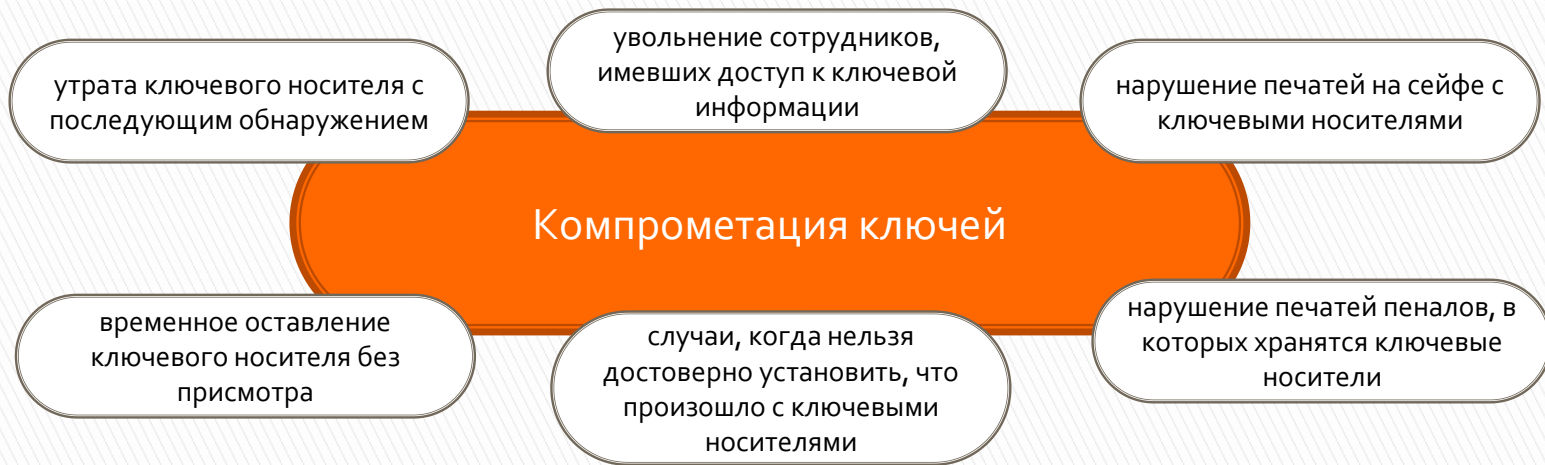 утрата ключевого носителя с
последующим обнаружением
увольнение сотрудников,
имевших доступ к ключевой
информации
нарушение печатей на сейфе с
ключевыми носителями
Компрометация ключей
временное оставление
ключевого носителя без
присмотра
случаи, когда нельзя
достоверно установить, что
произошло с ключевыми
носителями
нарушение печатей пеналов, в
которых хранятся ключевые
носители